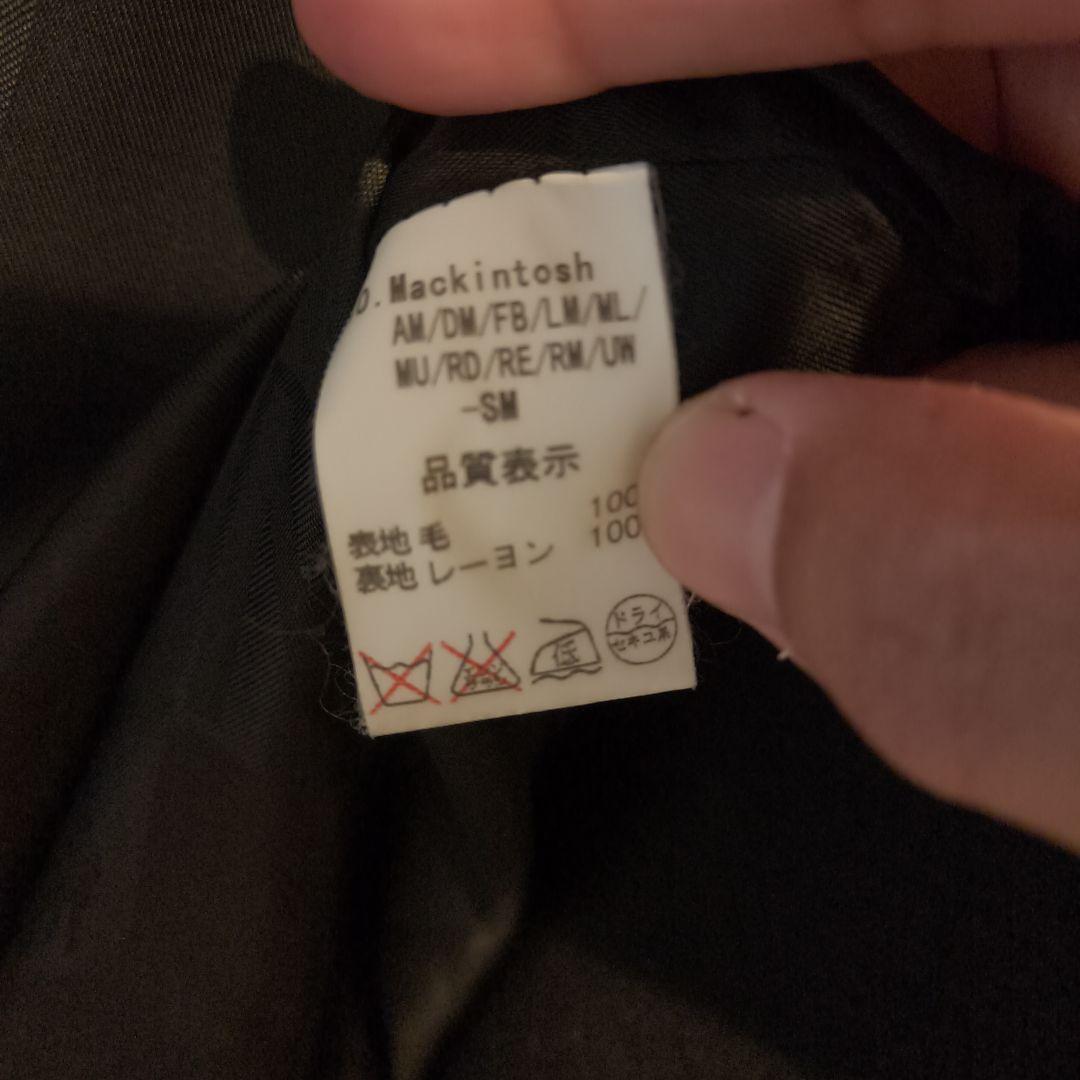 o. Mackintosh
AM/DM/FB/LM/ML/
MU/RD/RE/RM/UW
-SM
品質表示
表地 毛 100
裏地 レーヨン 100
低
ドライ
セキユ系